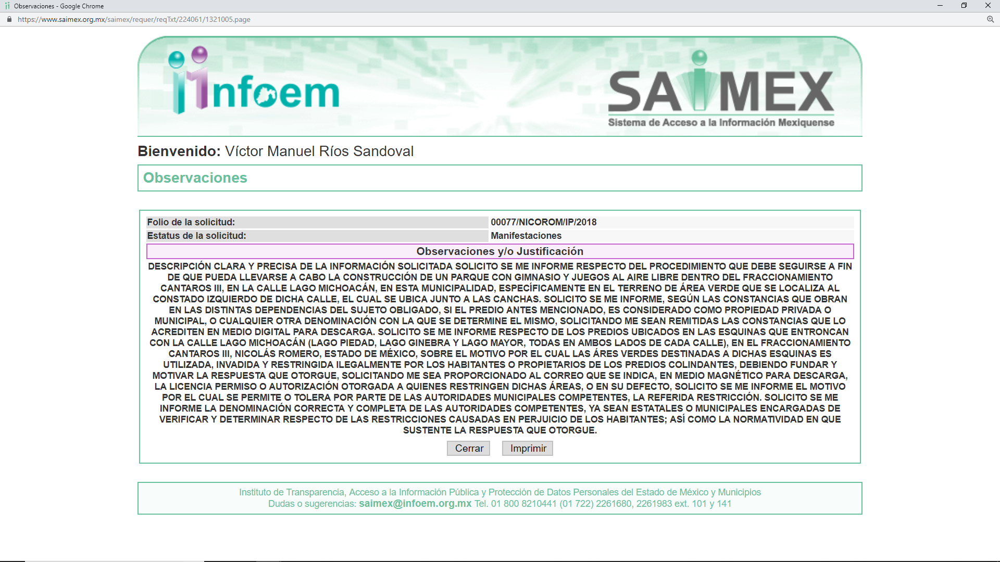 Observaciones - Google Chrome
https://www.saimex.org.mx/saimex/requer/reqTxt/224061/1321005.page
infoem
SAIMEX
Sistema de Acceso a la Información Mexiquense
Bienvenido: Víctor Manuel Ríos Sandoval
Observaciones
Folio de la solicitud: 00077/NICOROM/IP/2018
Estatus de la solicitud: Manifestaciones
Observaciones y/o Justificación
DESCRIPCIÓN CLARA Y PRECISA DE LA INFORMACIÓN SOLICITADA SOLICITO SE ME INFORME RESPECTO DEL PROCEDIMIENTO QUE DEBE SEGUIRSE A FIN
DE QUE PUEDA LLEVARSE A CABO LA CONSTRUCCIÓN DE UN PARQUE CON GIMNASIO Y JUEGOS AL AIRE LIBRE DENTRO DEL FRACCIONAMIENTO
CANTAROS III, EN LA CALLE LAGO MICHOACÁN, EN ESTA MUNICIPALIDAD, ESPECÍFICAMENTE EN EL TERRENO DE ÁREA VERDE QUE SE LOCALIZA AL
CONSTADO IZQUIERDO DE DICHA CALLE, EL CUAL SE UBICA JUNTO A LAS CANCHAS. SOLICITO SE ME INFORME, SEGÚN LAS CONSTANCIAS QUE OBRAN
EN LAS DISTINTAS DEPENDENCIAS DEL SUJETO OBLIGADO, SI EL PREDIO ANTES MENCIONADO, ES CONSIDERADO COMO PROPIEDAD PRIVADA O
MUNICIPAL, O CUALQUIER OTRA DENOMINACIÓN CON LA QUE SE DETERMINE EL MISMO, SOLICITANDO ME SEAN REMITIDAS LAS CONSTANCIAS QUE LO
ACREDITEN EN MEDIO DIGITAL PARA DESCARGA. SOLICITO SE ME INFORME RESPECTO DE LOS PREDIOS UBICADOS EN LAS ESQUINAS QUE ENTRONCAN
CON LA CALLE LAGO MICHOACÁN (LAGO PIEDAD, LAGO GINEBRA Y LAGO MAYOR, TODAS EN AMBOS LADOS DE CADA CALLE), EN EL FRACCIONAMIENTO
CANTAROS III, NICOLÁS ROMERO, ESTADO DE MÉXICO, SOBRE EL MOTIVO POR EL CUAL LAS ÁRES VERDES DESTINADAS A DICHAS ESQUINAS ES
UTILIZADA, INVADIDA Y RESTRINGIDA ILEGALMENTE POR LOS HABITANTES O PROPIETARIOS DE LOS PREDIOS COLINDANTES, DEBIENDO FUNDAR Y
MOTIVAR LA RESPUESTA QUE OTORGUE, SOLICITANDO ME SEA PROPORCIONADO AL CORREO QUE SE INDICA, EN MEDIO MAGNÉTICO PARA DESCARGA,
LA LICENCIA PERMISO O AUTORIZACIÓN OTORGADA A QUIENES RESTRINGEN DICHAS ÁREAS, O EN SU DEFECTO, SOLICITO SE ME INFORME EL MOTIVO
POR EL CUAL SE PERMITE O TOLERA POR PARTE DE LAS AUTORIDADES MUNICIPALES COMPETENTES, LA REFERIDA RESTRICCIÓN. SOLICITO SE ME
INFORME LA DENOMINACIÓN CORRECTA Y COMPLETA DE LAS AUTORIDADES COMPETENTES, YA SEAN ESTATALES O MUNICIPALES ENCARGADAS DE
VERIFICAR Y DETERMINAR RESPECTO DE LAS RESTRICCIONES CAUSADAS EN PERJUICIO DE LOS HABITANTES; ASÍ COMO LA NORMATIVIDAD EN QUE
SUSTENTE LA RESPUESTA QUE OTORGUE.
Cerrar Imprimir
Instituto de Transparencia, Acceso a la Información Pública y Protección de Datos Personales del Estado de México y Municipios
Dudas o sugerencias: saimex@infoem.org.mx Tel. 01 800 8210441 (01 722) 2261680, 2261983 ext. 101 y 141